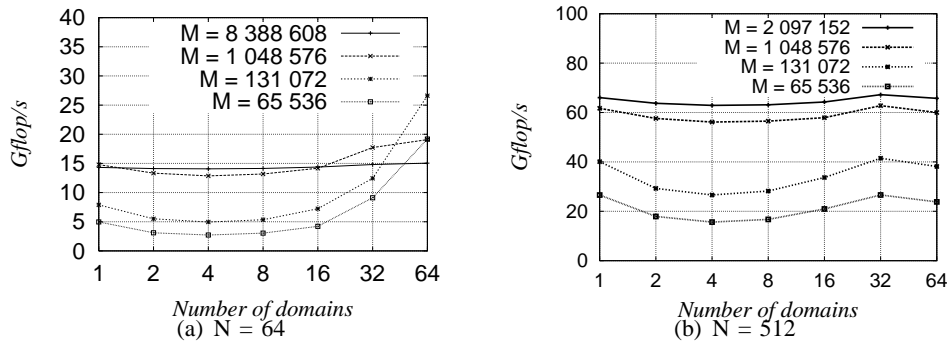 40
35
30
25
20
15
10
5
0
Gflop/s
M = 8 388 608
M = 1 048 576
M = 131 072
M = 65 536
1 2 4 8 16 32 64
Number of domains
(a) N = 64
100
80
60
40
20
0
Gflop/s
M = 2 097 152
M = 1 048 576
M = 131 072
M = 65 536
1 2 4 8 16 32 64
Number of domains
(b) N = 512